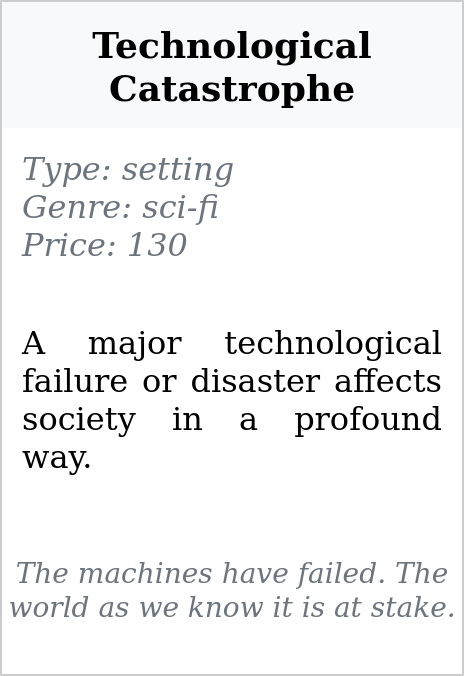 Technological
Catastrophe
Type: setting
Genre: sci-fi
Price: 130
A major technological
failure or disaster affects
society in a profound
way.
The machines have failed. The
world as we know it is at stake.